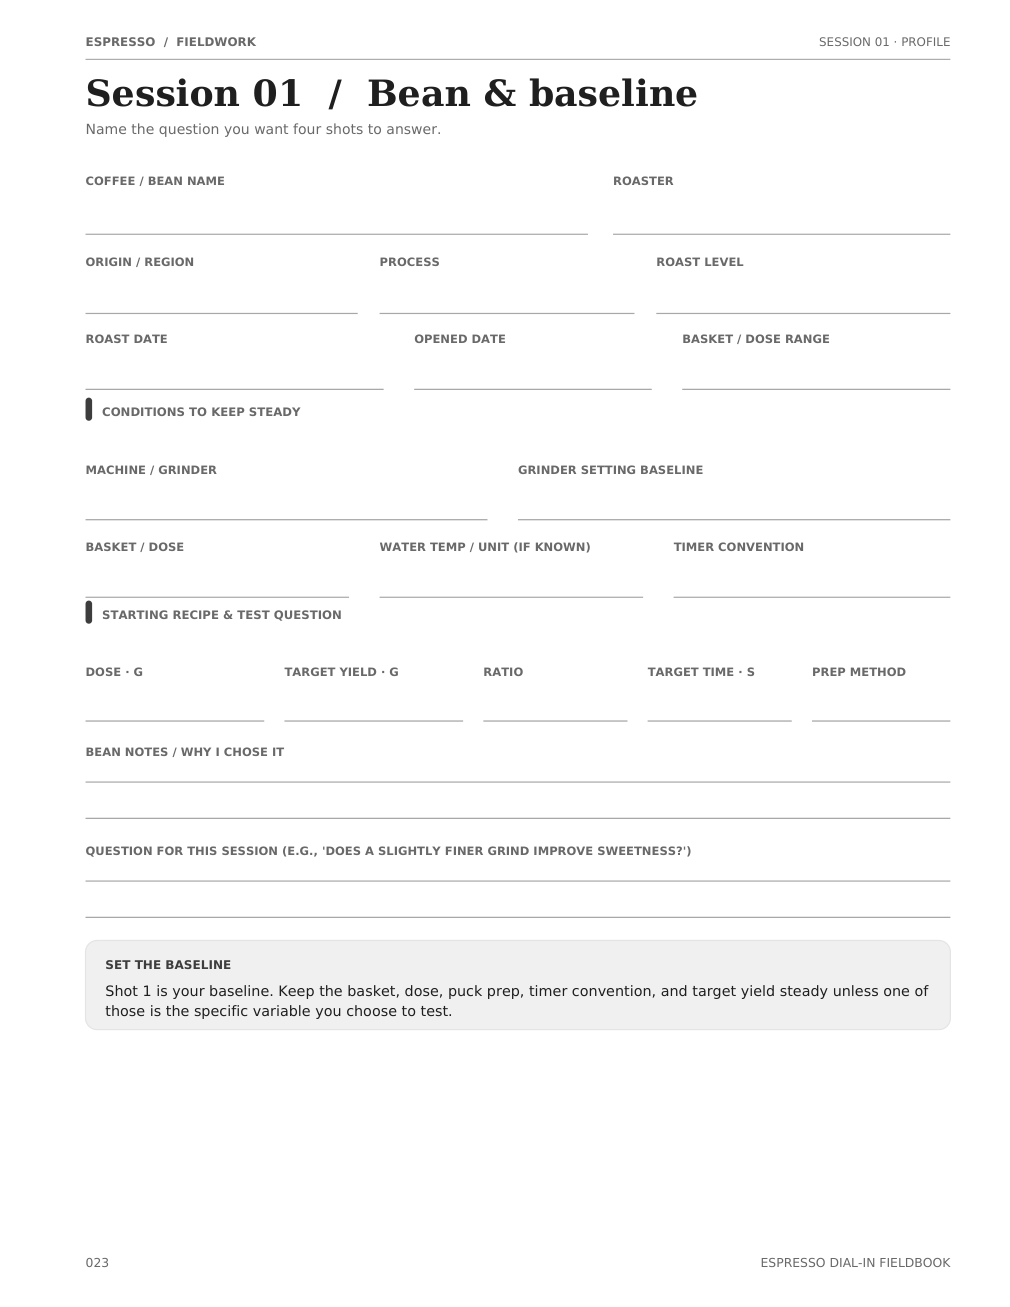 ESPRESSO / FIELDWORK
SESSION 01 · PROFILE
Session 01 / Bean & baseline
Name the question you want four shots to answer.
COFFEE / BEAN NAME
ROASTER
ORIGIN / REGION
PROCESS
ROAST LEVEL
ROAST DATE
OPENED DATE
BASKET / DOSE RANGE
CONDITIONS TO KEEP STEADY
MACHINE / GRINDER
GRINDER SETTING BASELINE
BASKET / DOSE
WATER TEMP / UNIT (IF KNOWN)
TIMER CONVENTION
STARTING RECIPE & TEST QUESTION
DOSE · G
TARGET YIELD · G
RATIO
TARGET TIME · S
PREP METHOD
BEAN NOTES / WHY I CHOSE IT
QUESTION FOR THIS SESSION (E.G., 'DOES A SLIGHTLY FINER GRIND IMPROVE SWEETNESS?')
SET THE BASELINE
Shot 1 is your baseline. Keep the basket, dose, puck prep, timer convention, and target yield steady unless one of
those is the specific variable you choose to test.
023
ESPRESSO DIAL-IN FIELDBOOK